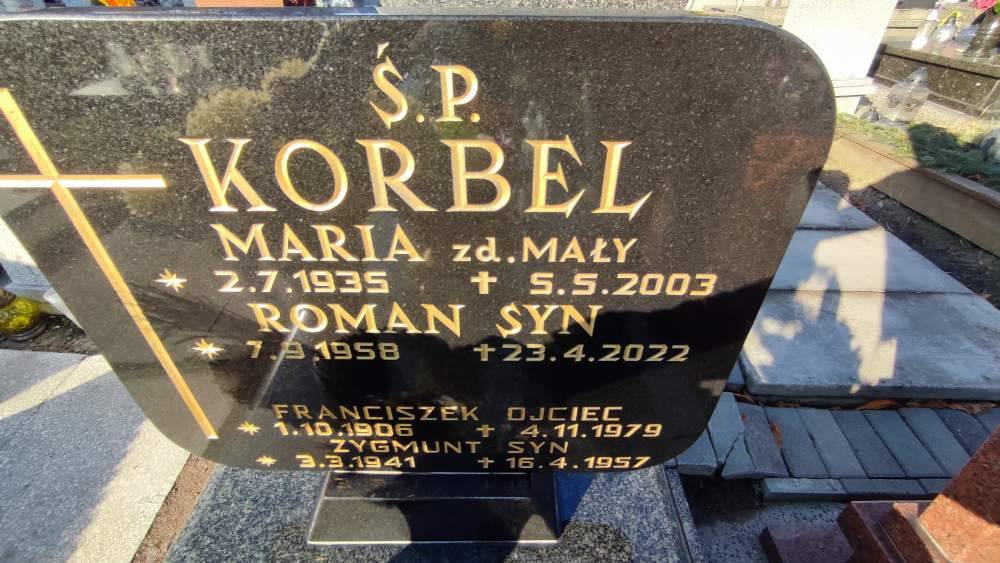 Ś.P.
KORBEL
MARIA zd. MAŁY
2.7.1935 5.5.2003
ROMAN SYN
1.9.1958 23.4.2022
FRANCISZEK OJCIEC
1.10.1906 4.11.1979
ZYGMUNT SYN
3.3.1941 16.4.1957